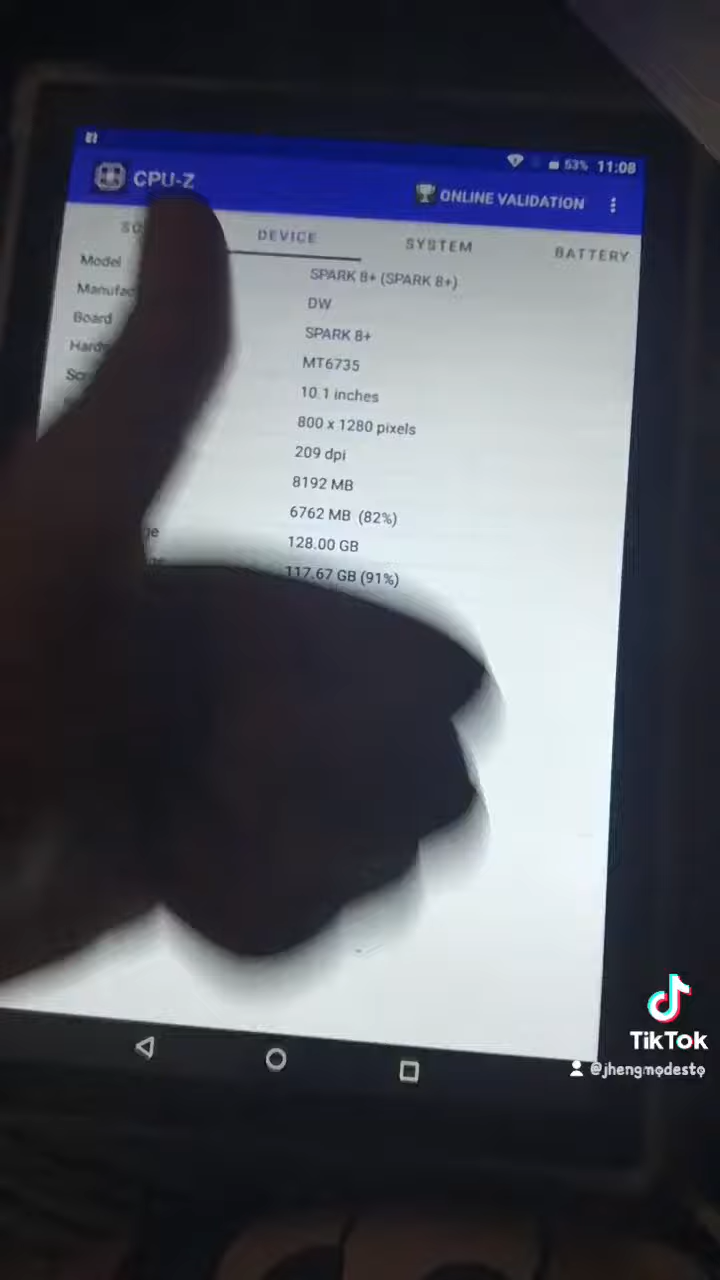 53% 11:08
CPU-Z
ONLINE VALIDATION
DEVICE
SYSTEM
BATTERY
Model SPARK 8+ (SPARK 8+)
DW
Board SPARK 8+
MT6735
10.1 inches
800 x 1280 pixels
209 dpi
8192 MB
6762 MB (82%)
128.00 GB
117.67 GB (91%)
TikTok
@jhengmodesto